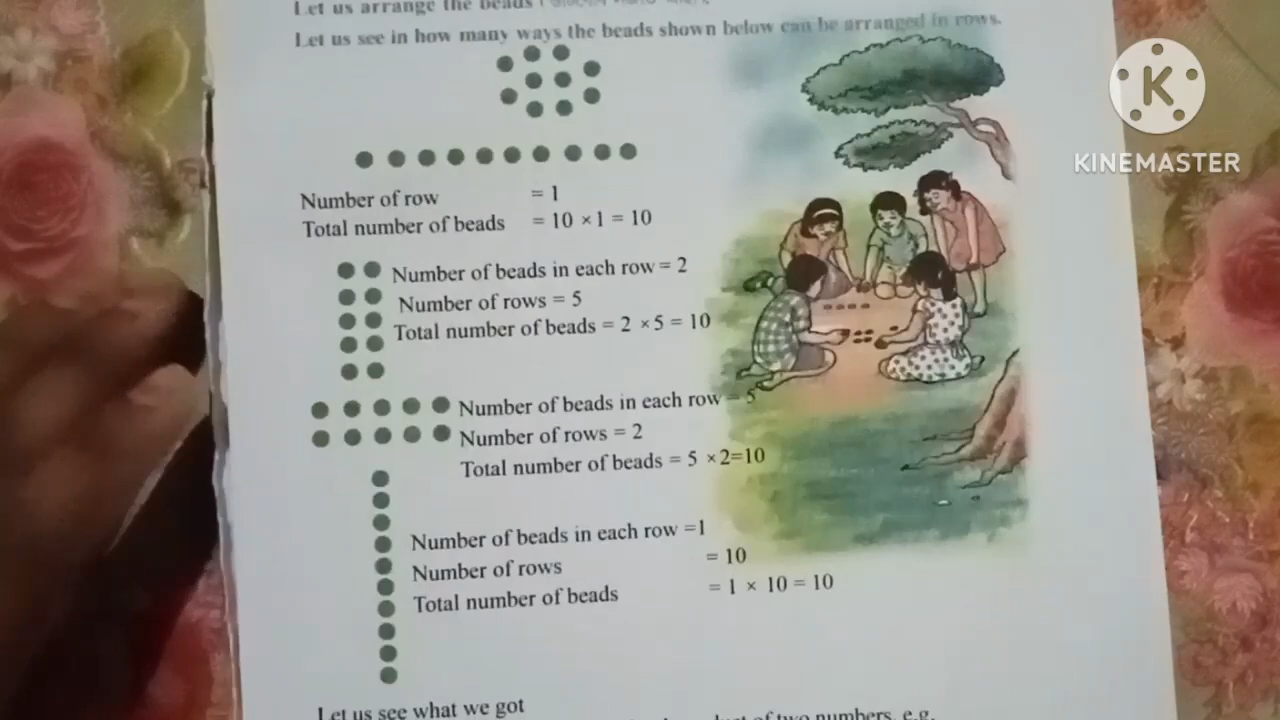 Let us arrange the beads
Let us see in how many ways the beads shown below can be arranged in rows.
K
KINEMASTER
Number of row = 1
Total number of beads = 10 × 1 = 10
Number of beads in each row = 2
Number of rows = 5
Total number of beads = 2 × 5 = 10
Number of beads in each row = 5
Number of rows = 2
Total number of beads = 5 ×2=10
Number of beads in each row =1
Number of rows = 10
Total number of beads = 1 × 10 = 10
Let us see what we got
of two numbers, e.g.